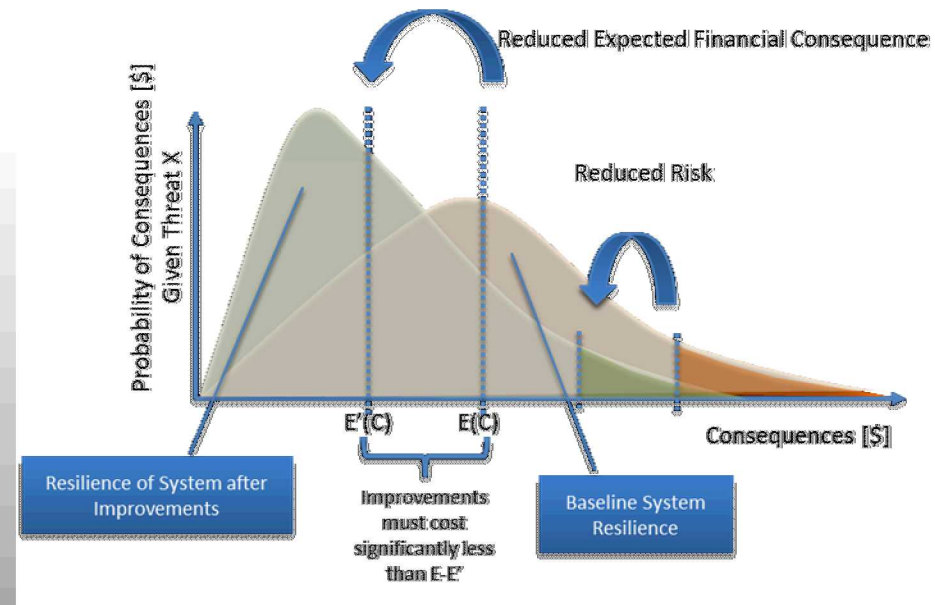 Reduced Expected Financial Consequence
Probability of Consequences [$]
Given Threat X
Reduced Risk
E'(C)
E(C)
Consequences [$]
Resilience of System after
Improvements
Improvements
must cost
significantly less
than E-E'
Baseline System
Resilience